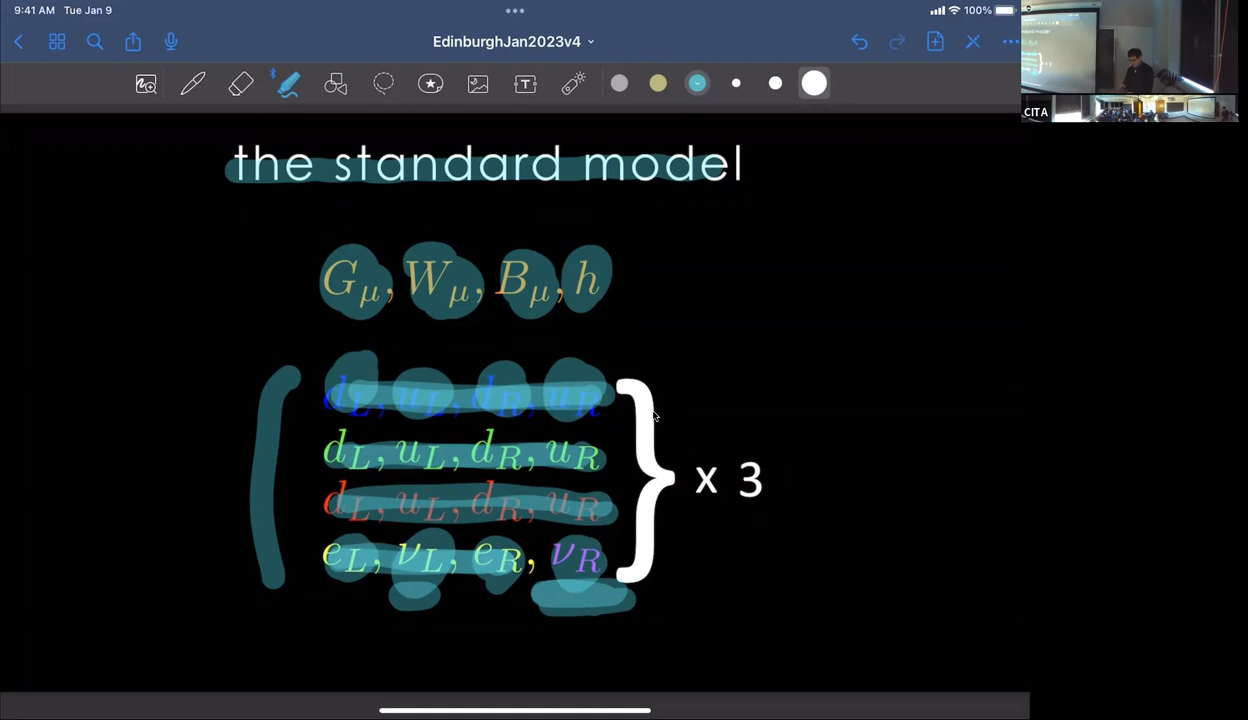 9:41 AM Tue Jan 9
100%
EdinburghJan2023v4
CITA
the standard model
G_μ, W_μ, B_μ, h
d_L, u_L, d_R, u_R
d_L, u_L, d_R, u_R
d_L, u_L, d_R, u_R
e_L, ν_L, e_R, ν_R
x 3